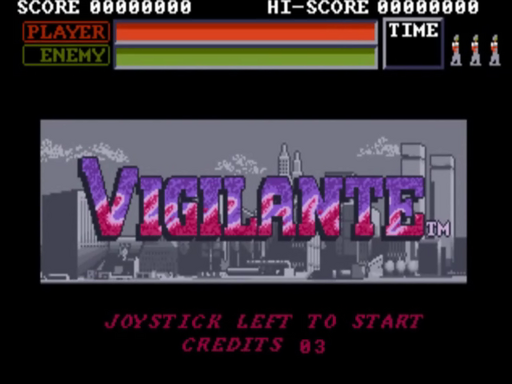 SCORE 00000000 HI-SCORE 00000000
PLAYER TIME
ENEMY
VIGILANTE TM
JOYSTICK LEFT TO START
CREDITS 03